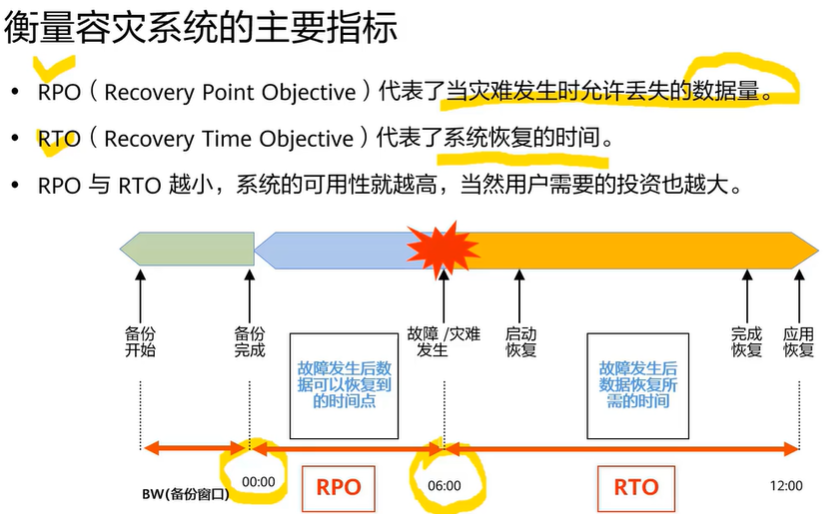 衡量容灾系统的主要指标
• RPO（Recovery Point Objective）代表了当灾难发生时允许丢失的数据量。
• RTO（Recovery Time Objective）代表了系统恢复的时间。
• RPO 与 RTO 越小，系统的可用性就越高，当然用户需要的投资也越大。
备份
开始
备份
完成
故障 /灾难
发生
启动
恢复
完成
恢复
应用
恢复
故障发生后数
据可以恢复到
的时间点
故障发生后
数据恢复所
需的时间
BW(备份窗口)
00:00
RPO
06:00
RTO
12:00